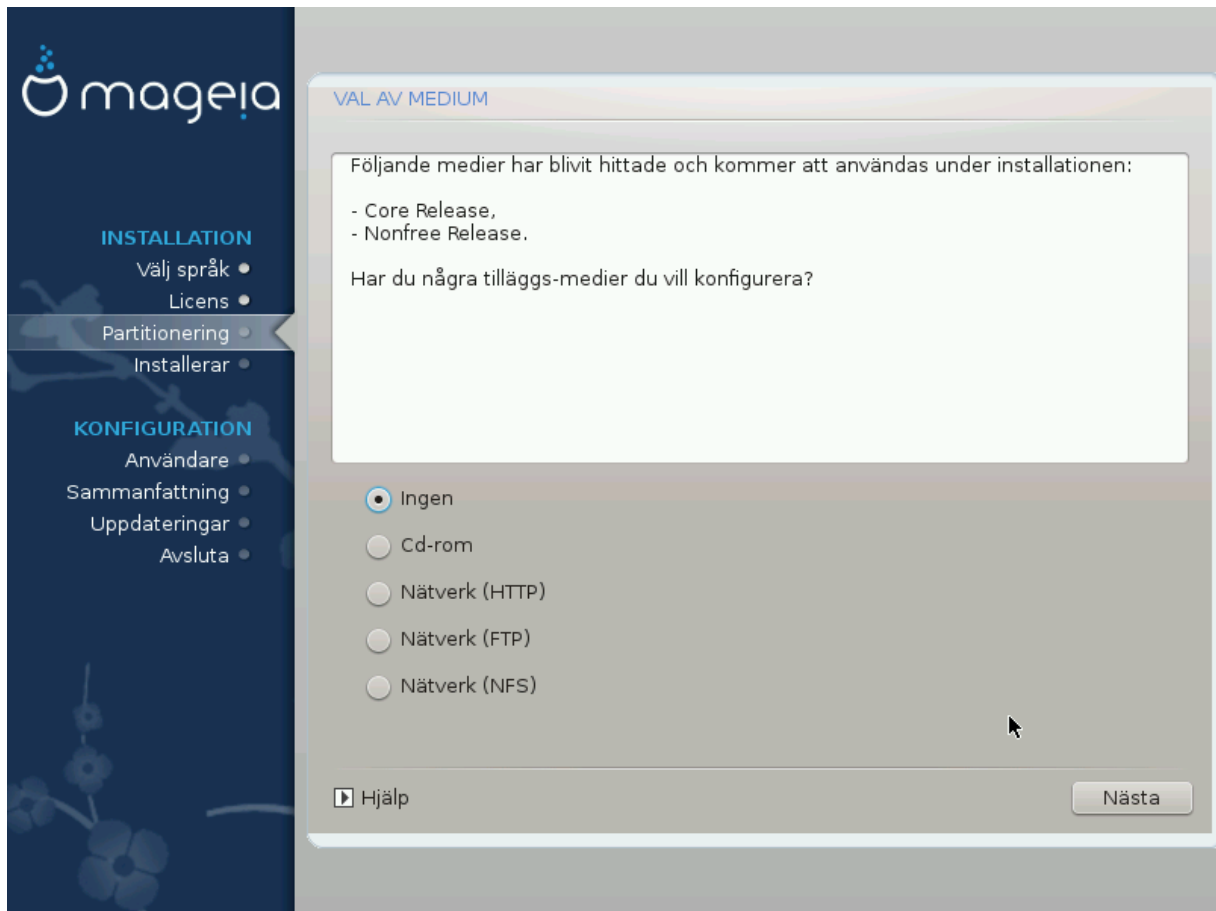 mageia
INSTALLATION
Välj språk
Licens
Partitionering
Installerar
KONFIGURATION
Användare
Sammanfattning
Uppdateringar
Avsluta
VAL AV MEDIUM
Följande medier har blivit hittade och kommer att användas under installationen:
- Core Release,
- Nonfree Release.
Har du några tilläggs-medier du vill konfigurera?
Ingen
Cd-rom
Nätverk (HTTP)
Nätverk (FTP)
Nätverk (NFS)
Hjälp
Nästa